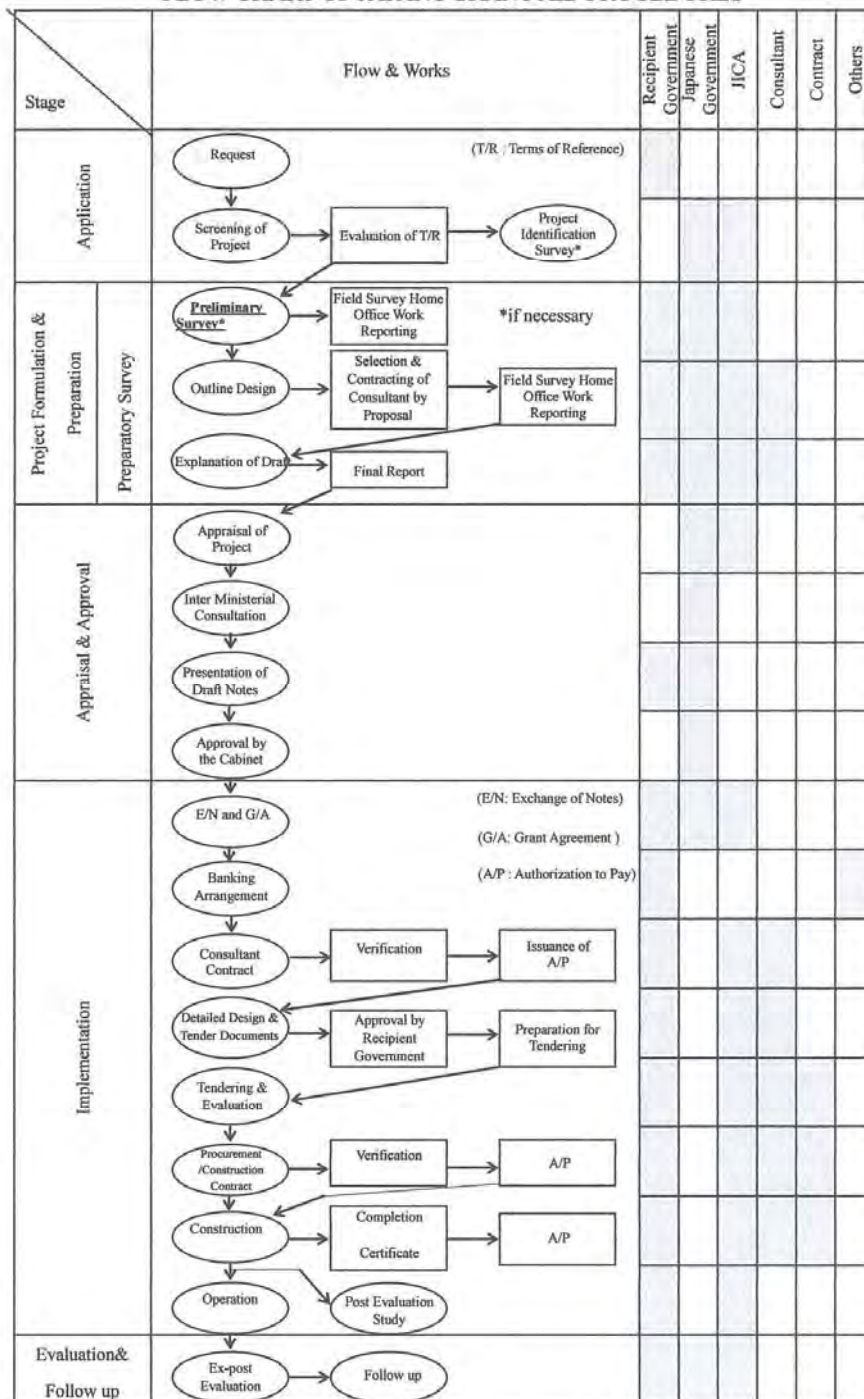 Stage
Flow & Works
Recipient
Government
Japanese
Government
JICA
Consultant
Contract
Others
Application
Request
(T/R : Terms of Reference)
Screening of
Project
Evaluation of T/R
Project
Identification
Survey*
Project Formulation &
Preparation
Preparatory Survey
Preliminary
Survey*
Field Survey Home
Office Work
Reporting
*if necessary
Outline Design
Selection &
Contracting of
Consultant by
Proposal
Field Survey Home
Office Work
Reporting
Explanation of Draft
Final Report
Appraisal & Approval
Appraisal of
Project
Inter Ministerial
Consultation
Presentation of
Draft Notes
Approval by
the Cabinet
Implementation
E/N and G/A
(E/N: Exchange of Notes)
(G/A: Grant Agreement )
(A/P : Authorization to Pay)
Banking
Arrangement
Consultant
Contract
Verification
Issuance of
A/P
Detailed Design &
Tender Documents
Approval by
Recipient
Government
Preparation for
Tendering
Tendering &
Evaluation
Procurement
/Construction
Contract
Verification
A/P
Construction
Completion
Certificate
A/P
Operation
Post Evaluation
Study
Evaluation&
Follow up
Ex-post
Evaluation
Follow up